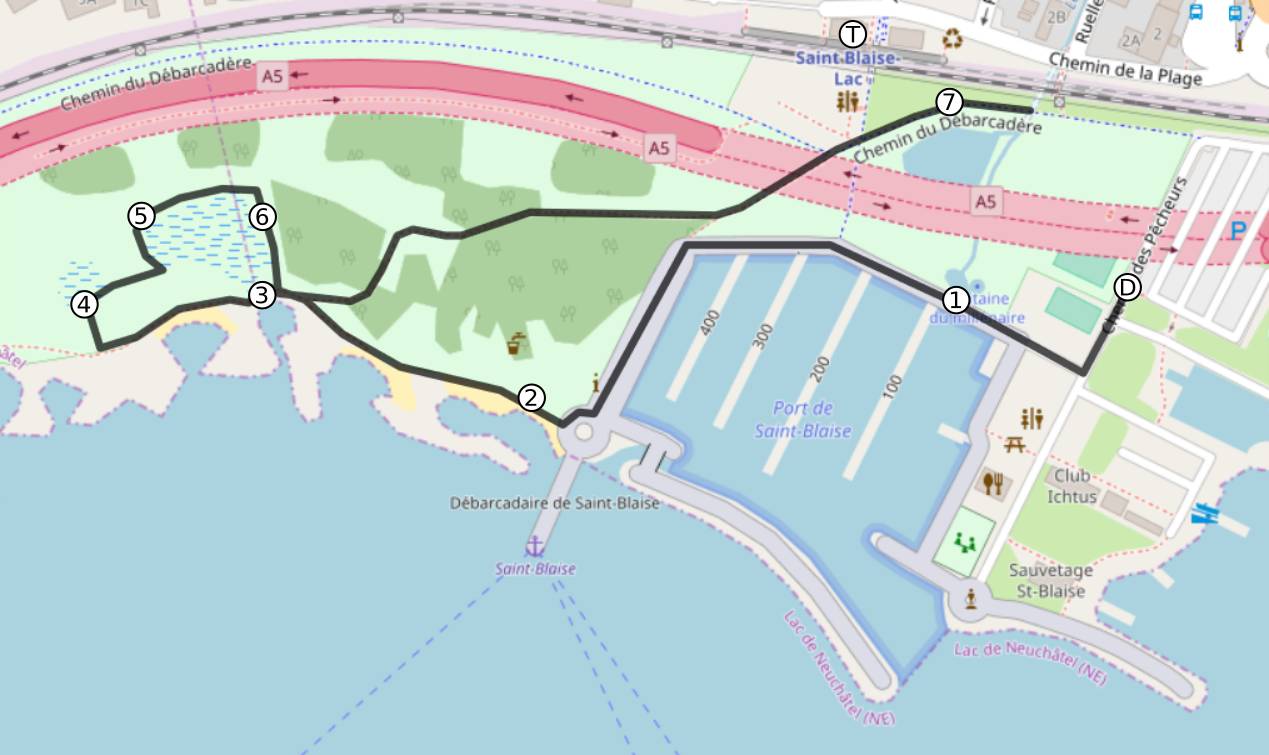 2B
2A
2
Ruelle
T
Saint Blaise-
Lac
Chemin de la Plage
Chemin du Débarcadère
A5
7
Chemin du Débarcadère
A5
A5
P
5
6
4
3
D
des Pêcheurs
1
du millénaire
400
300
200
100
2
Port de
Saint-Blaise
Club
Ichtus
Débarcadaire de Saint-Blaise
Saint-Blaise
Sauvetage
St-Blaise
Lac de Neuchâtel (NE)
Lac de Neuchâtel (NE)